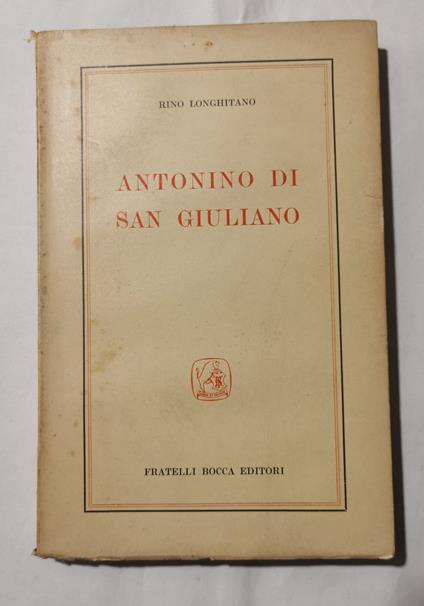 RINO LONGHITANO
ANTONINO DI
SAN GIULIANO
FRATELLI BOCCA EDITORI